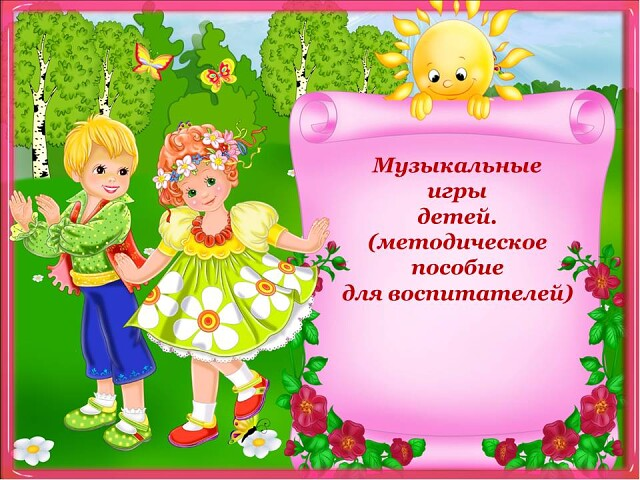 Музыкальные
игры
детей.
(методическое
пособие
для воспитателей)